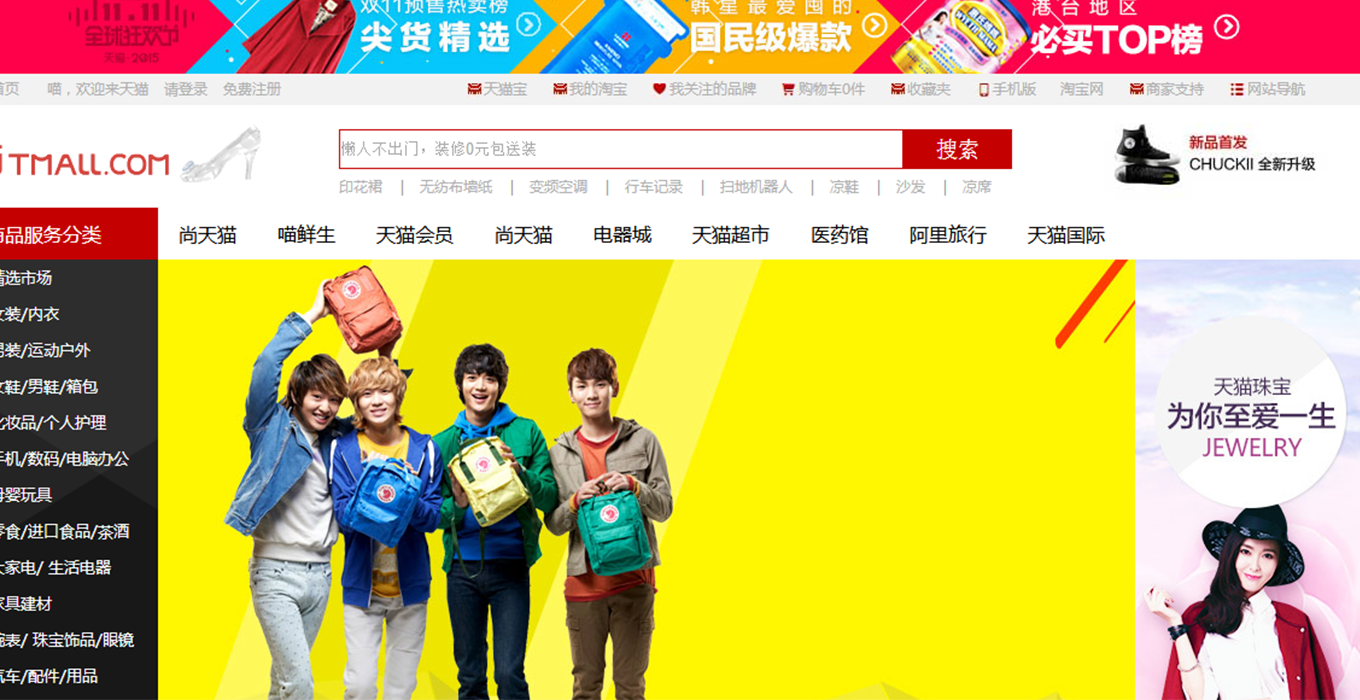 11.11
全球狂欢节
天猫·2015
双11预售热卖榜
尖货精选
韩星最爱囤的
国民级爆款
港台地区
必买TOP榜
首页 喵，欢迎来天猫 请登录 免费注册
天猫宝 我的淘宝 我关注的品牌 购物车0件 收藏夹 手机版 淘宝网 商家支持 网站导航
TMALL.COM
懒人不出门，装修0元包送装
搜索
印花裙 | 无纺布墙纸 | 变频空调 | 行车记录 | 扫地机器人 | 凉鞋 | 沙发 | 凉席
新品首发
CHUCKII 全新升级
商品服务分类
尚天猫 喵鲜生 天猫会员 尚天猫 电器城 天猫超市 医药馆 阿里旅行 天猫国际
精选市场
女装/内衣
男装/运动户外
女鞋/男鞋/箱包
化妆品/个人护理
手机/数码/电脑办公
母婴玩具
零食/进口食品/茶酒
大家电/ 生活电器
家具建材
腕表/ 珠宝饰品/眼镜
汽车/配件/用品
天猫珠宝
为你至爱一生
JEWELRY